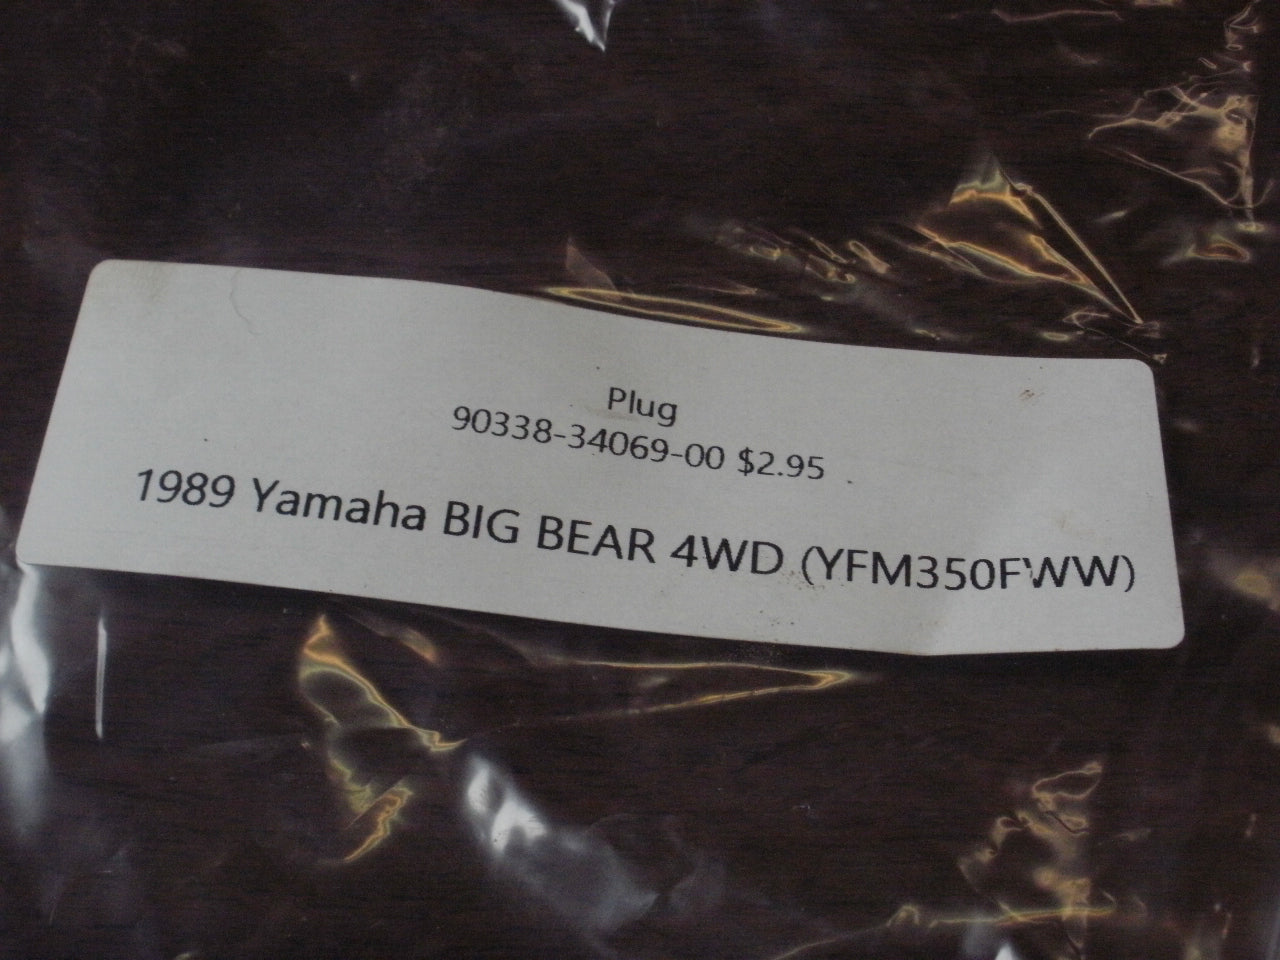 Plug
90338-34069-00 $2.95
1989 Yamaha BIG BEAR 4WD (YFM350FWW)